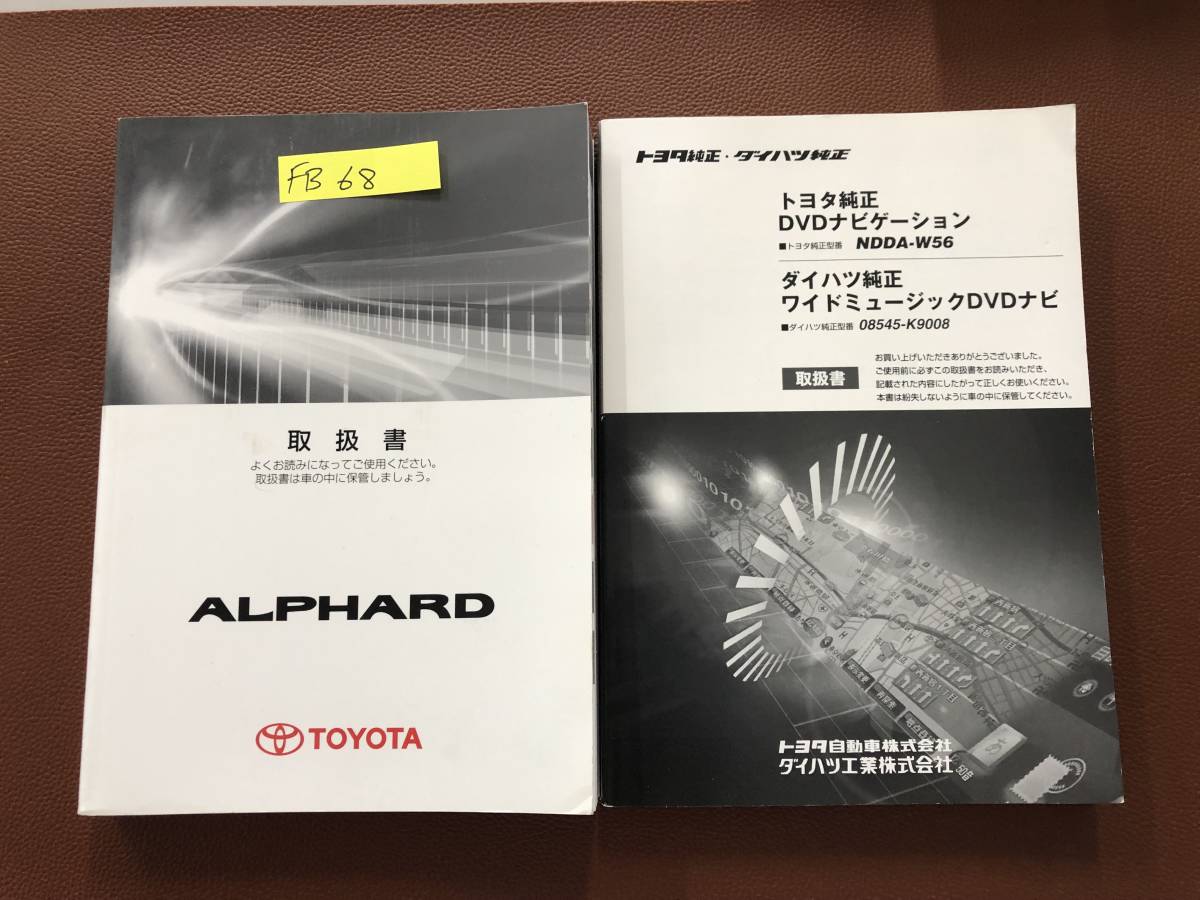 FB 68
取扱書
よくお読みになってご使用ください。
取扱書は車の中に保管しましょう。
ALPHARD
TOYOTA
トヨタ純正・ダイハツ純正
トヨタ純正
DVDナビゲーション
■トヨタ純正型番 NDDA-W56
ダイハツ純正
ワイドミュージックDVDナビ
■ダイハツ純正型番 08545-K9008
取扱書
お買い上げいただきありがとうございました。
ご使用前に必ずこの取扱書をお読みいただき、
記載された内容にしたがって正しくお使いください。
本書は紛失しないように車の中に保管してください。
トヨタ自動車株式会社
ダイハツ工業株式会社
50音